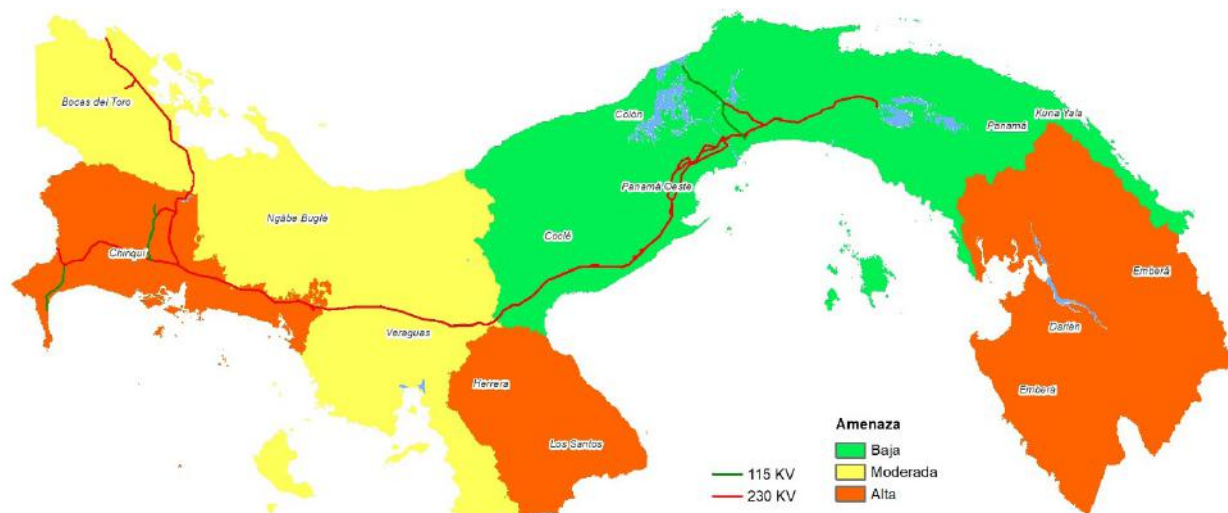 Bocas del Toro
Colón
Kuna Yala
Panamá
Panamá Oeste
Ngäbe Buglé
Coclé
Chiriquí
Emberá
Veraguas
Darién
Herrera
Emberá
Los Santos
Amenaza
Baja
115 KV
Moderada
230 KV
Alta